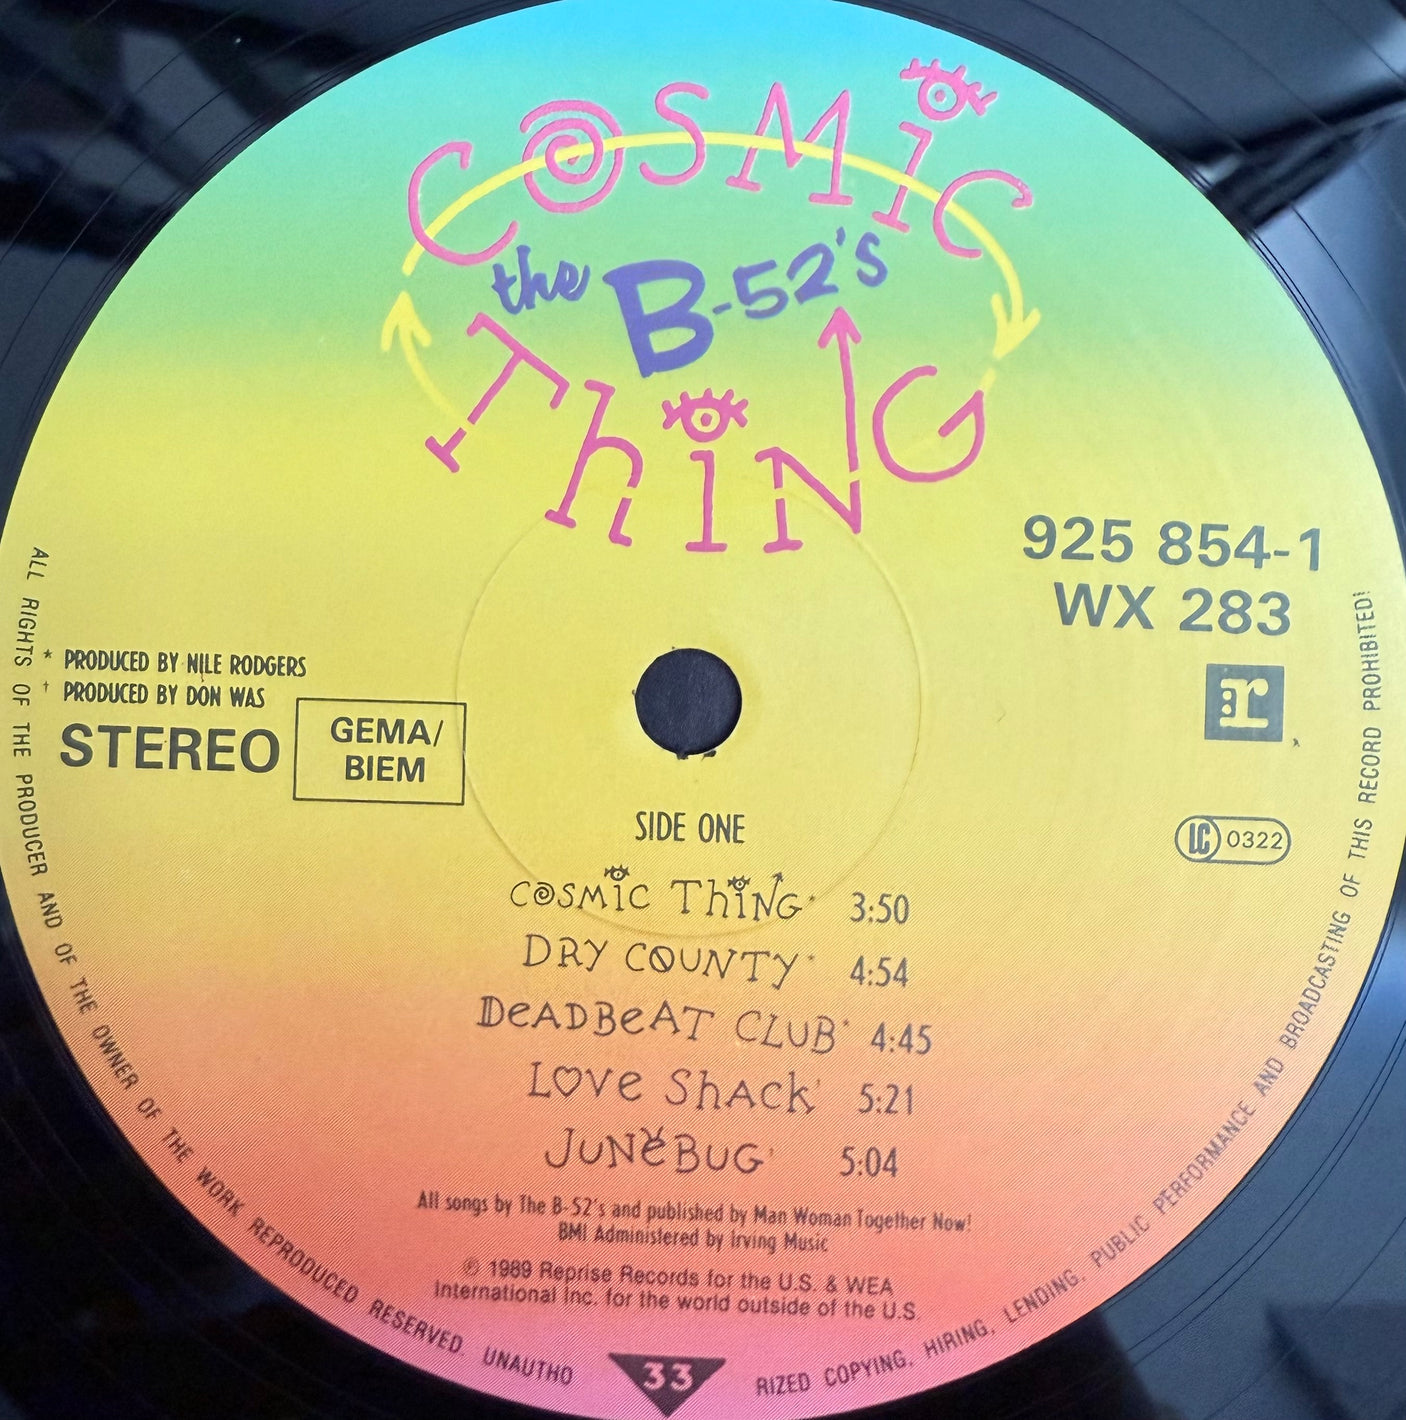 COSMiC
the B-52's
ThiNG
925 854-1
WX 283
* PRODUCED BY NILE RODGERS
† PRODUCED BY DON WAS
STEREO
GEMA/
BIEM
r
LC 0322
SIDE ONE
COSMiC ThiNG* 3:50
DRY COUNTY* 4:54
DeADBeAT CLUB* 4:45
LOVe ShACk† 5:21
JUNeBUG† 5:04
All songs by The B-52's and published by Man Woman Together Now!
BMI Administered by Irving Music
℗ 1989 Reprise Records for the U.S. & WEA
International Inc. for the world outside of the U.S.
ALL RIGHTS OF THE PRODUCER AND OF THE OWNER OF THE WORK REPRODUCED RESERVED. UNAUTHO
33
RIZED COPYING, HIRING, LENDING, PUBLIC PERFORMANCE AND BROADCASTING OF THIS RECORD PROHIBITED!